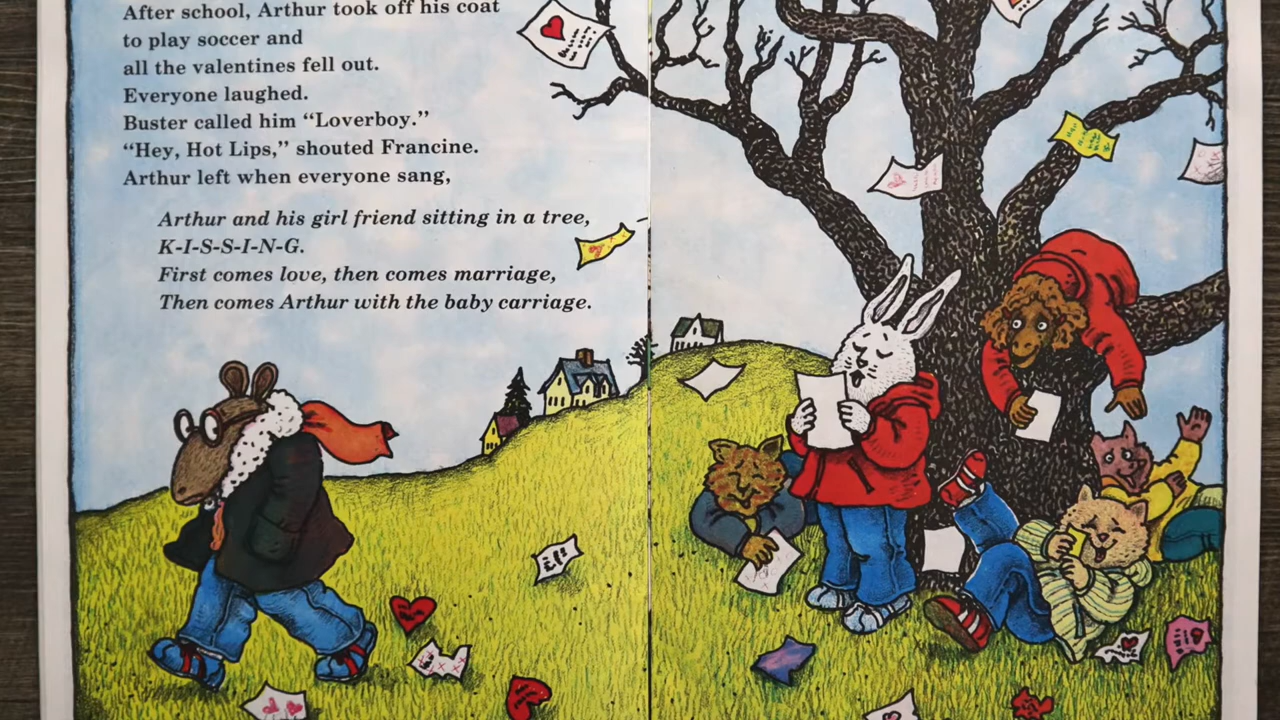 After school, Arthur took off his coat
to play soccer and
all the valentines fell out.
Everyone laughed.
Buster called him “Loverboy.”
“Hey, Hot Lips,” shouted Francine.
Arthur left when everyone sang,
Arthur and his girl friend sitting in a tree,
K-I-S-S-I-N-G.
First comes love, then comes marriage,
Then comes Arthur with the baby carriage.